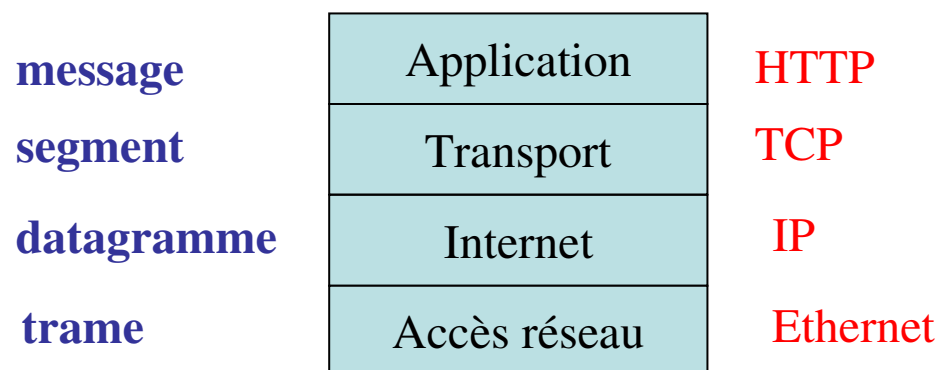 message Application HTTP
segment Transport TCP
datagramme Internet IP
trame Accès réseau Ethernet